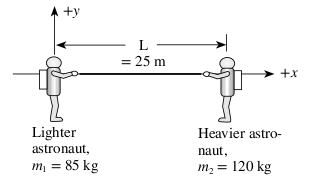 +y
L
= 25 m
+x
Lighter
astronaut,
m₁ = 85 kg
Heavier astro-
naut,
m₂ = 120 kg